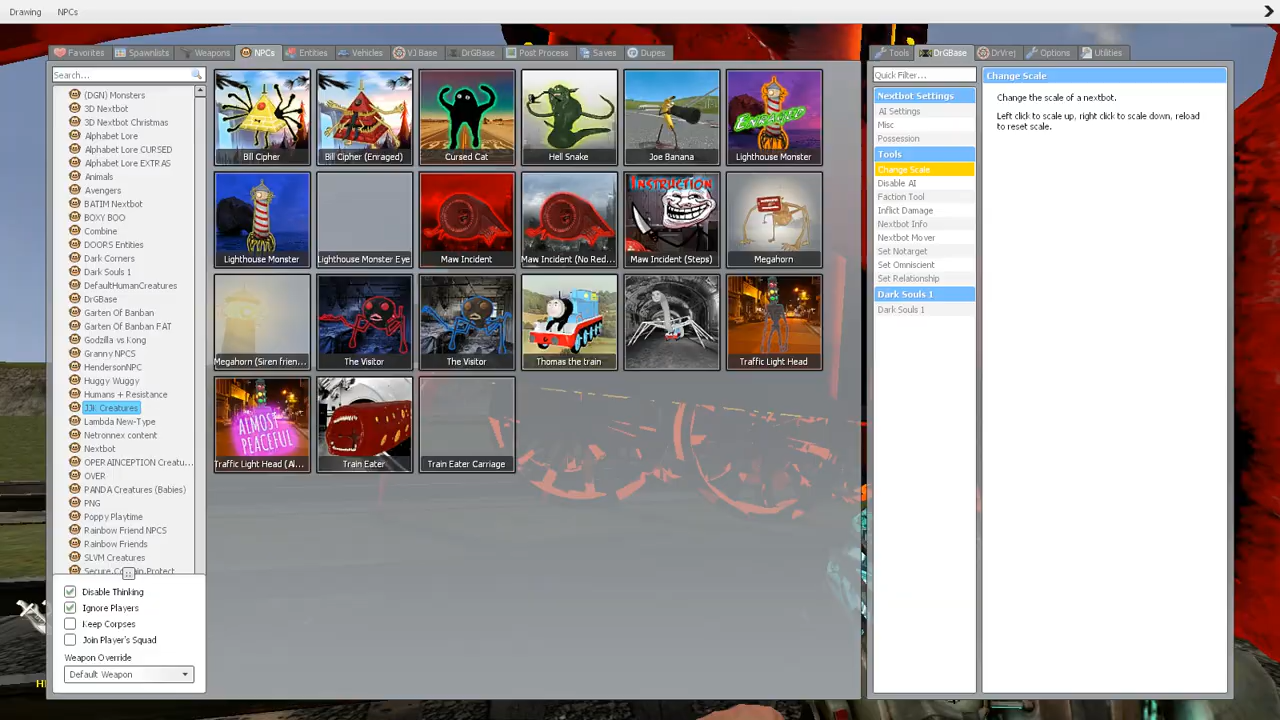 Drawing NPCs
Favorites Spawnlists Weapons NPCs Entities Vehicles VJ Base DrGBase Post Process Saves Dupes
Search...
(DGN) Monsters
3D Nextbot
3D Nextbot Christmas
Alphabet Lore
Alphabet Lore CURSED
Alphabet Lore EXTRAS
Animals
Avengers
BATIM Nextbot
BOXY BOO
Combine
DOORS Entities
Dark Corners
Dark Souls 1
DefaultHumanCreatures
DrGBase
Garten Of Banban
Garten Of Banban FAT
Godzilla vs Kong
Granny NPCS
HendersonNPC
Huggy Wuggy
Humans + Resistance
JJK Creatures
Lambda New-Type
Netronnex content
Nextbot
OPERAINCEPTION Creatu...
OVER
PANDA Creatures (Babies)
PNG
Poppy Playtime
Rainbow Friend NPCS
Rainbow Friends
SLVM Creatures
Disable Thinking
Ignore Players
Keep Corpses
Join Player's Squad
Weapon Override
Default Weapon
Bill Cipher
Bill Cipher (Enraged)
Cursed Cat
Hell Snake
Joe Banana
ENRAGED
Lighthouse Monster
Lighthouse Monster
Lighthouse Monster Eye
Maw Incident
Maw Incident (No Red...
INSTRUCTION
Maw Incident (Steps)
Megahorn
Megahorn (Siren frien...
The Visitor
The Visitor
Thomas the train
Traffic Light Head
ALMOST
PEACEFUL
Traffic Light Head (Al...
Train Eater
Train Eater Carriage
Tools DrGBase DrVrej Options Utilities
Quick Filter...
Nextbot Settings
AI Settings
Misc
Possession
Tools
Change Scale
Disable AI
Faction Tool
Inflict Damage
Nextbot Info
Nextbot Mover
Set Notarget
Set Omniscient
Set Relationship
Dark Souls 1
Dark Souls 1
Change Scale
Change the scale of a nextbot.
Left click to scale up, right click to scale down, reload
to reset scale.